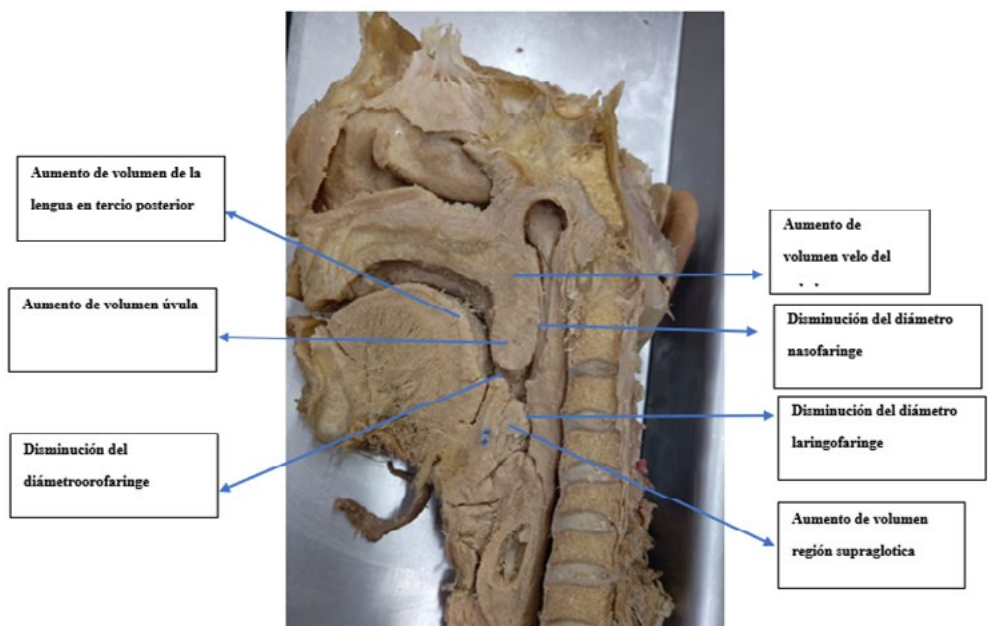 Aumento de volumen de la
lengua en tercio posterior
Aumento de volumen úvula
Disminución del
diámetroorofaringe
Aumento de
volumen velo del
Disminución del diámetro
nasofaringe
Disminución del diámetro
laringofaringe
Aumento de volumen
región supraglotica